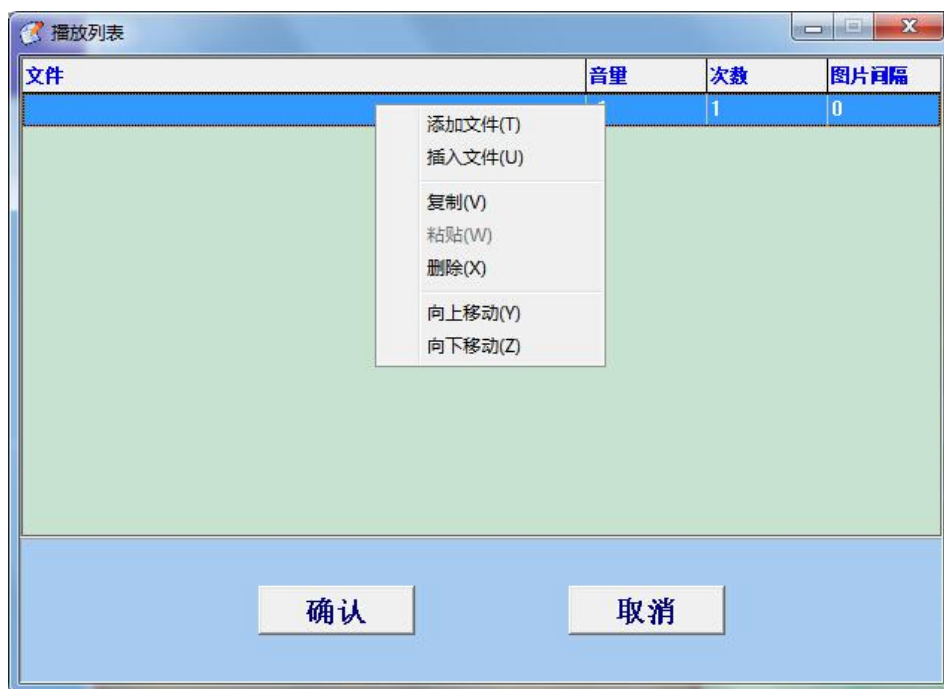 播放列表
文件 音量 次数 图片间隔
1 0
添加文件(T)
插入文件(U)
复制(V)
粘贴(W)
删除(X)
向上移动(Y)
向下移动(Z)
确认 取消